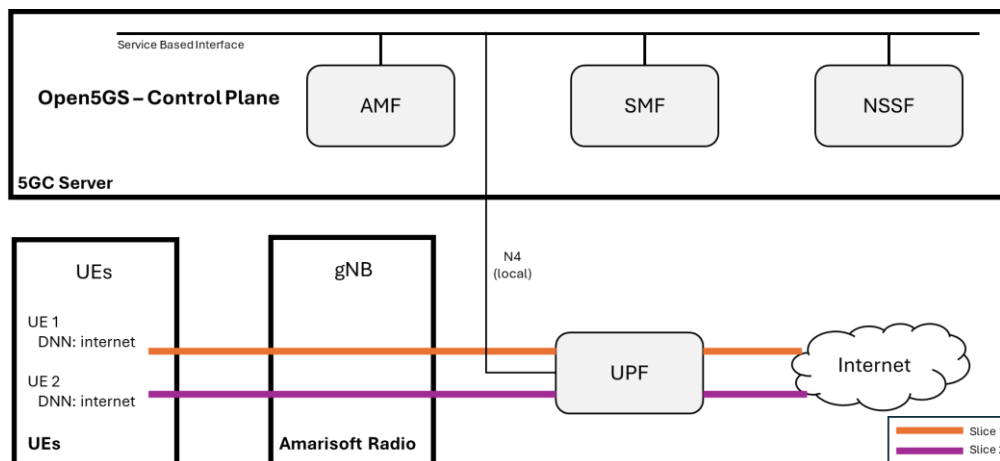 Service Based Interface
Open5GS – Control Plane
AMF
SMF
NSSF
5GC Server
UEs
gNB
N4
(local)
UE 1
DNN: internet
UE 2
DNN: internet
UPF
Internet
UEs
Amarisoft Radio
Slice
Slice